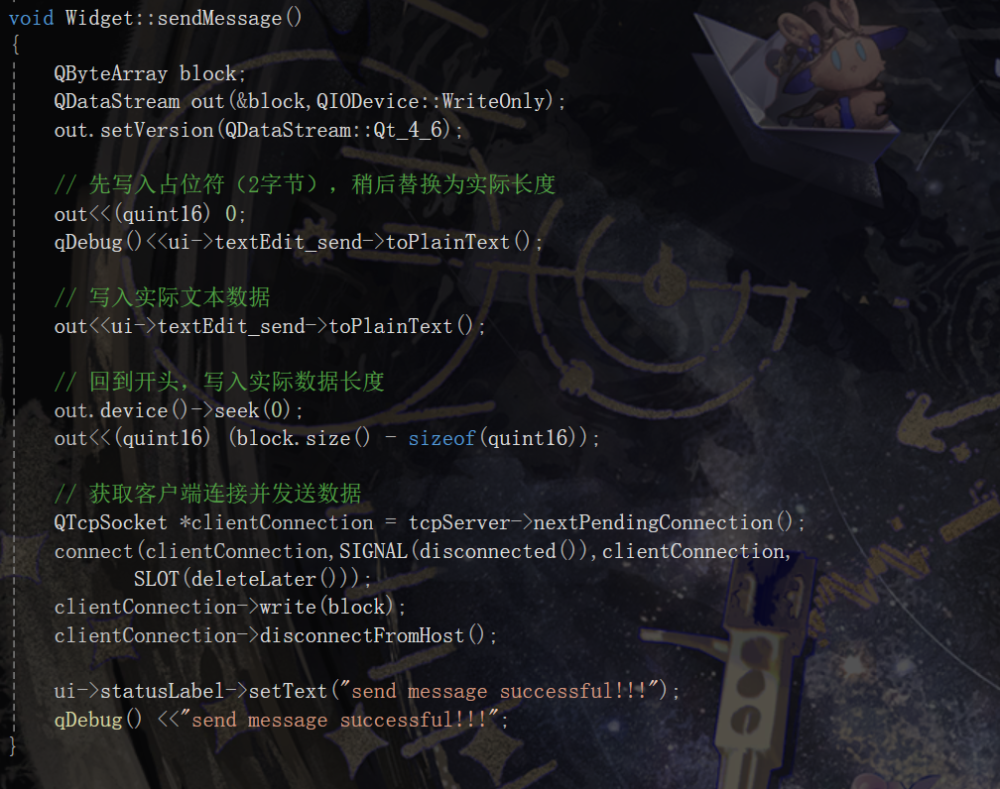 void Widget::sendMessage()
{
QByteArray block;
QDataStream out(&block,QIODevice::WriteOnly);
out.setVersion(QDataStream::Qt_4_6);
// 先写入占位符（2字节），稍后替换为实际长度
out<<(quint16) 0;
qDebug()<<ui->textEdit_send->toPlainText();
// 写入实际文本数据
out<<ui->textEdit_send->toPlainText();
// 回到开头，写入实际数据长度
out.device()->seek(0);
out<<(quint16) (block.size() - sizeof(quint16));
// 获取客户端连接并发送数据
QTcpSocket *clientConnection = tcpServer->nextPendingConnection();
connect(clientConnection,SIGNAL(disconnected()),clientConnection,
SLOT(deleteLater()));
clientConnection->write(block);
clientConnection->disconnectFromHost();
ui->statusLabel->setText("send message successful!!!");
qDebug() <<"send message successful!!!";
}